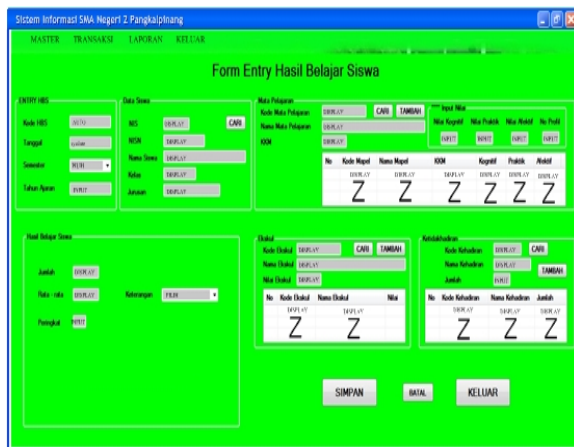 Sistem Informasi SMA Negeri 2 Pangkalpinang
MASTER TRANSAKSI LAPORAN KELUAR
Form Entry Hasil Belajar Siswa
ENTRY HBS
Kode HBS AUTO
Tanggal
Semester PILIH
Tahun Ajaran INPUT
Data Siswa
NIS DISPLAY CARI
NISN DISPLAY
Nama Siswa DISPLAY
Kelas DISPLAY
Jurusan DISPLAY
Mata Pelajaran
Kode Mata Pelajaran DISPLAY CARI TAMBAH
Nama Mata Pelajaran DISPLAY
KKM DISPLAY
Input Nilai
Nilai Kognitif Nilai Praktik Nilai Afektif No Profil
INPUT INPUT INPUT INPUT
No Kode Mapel Nama Mapel KKM Kognitif Praktik Afektif
DISPLAY DISPLAY DISPLAY DISPLAY DISPLAY DISPLAY
Z Z Z Z Z Z
Hasil Belajar Siswa
Jumlah DISPLAY
Rata - rata DISPLAY Keterangan PILIH
Peringkat INPUT
Ekskul
Kode Ekskul DISPLAY CARI TAMBAH
Nama Ekskul DISPLAY
Nilai Ekskul DISPLAY
No Kode Ekskul Nama Ekskul Nilai
DISPLAY DISPLAY
Z Z
Ketidakhadiran
Kode Kehadiran DISPLAY CARI
Nama Kehadiran DISPLAY TAMBAH
Jumlah INPUT
No Kode Kehadiran Nama Kehadiran Jumlah
DISPLAY DISPLAY DISPLAY
Z Z Z
SIMPAN BATAL KELUAR